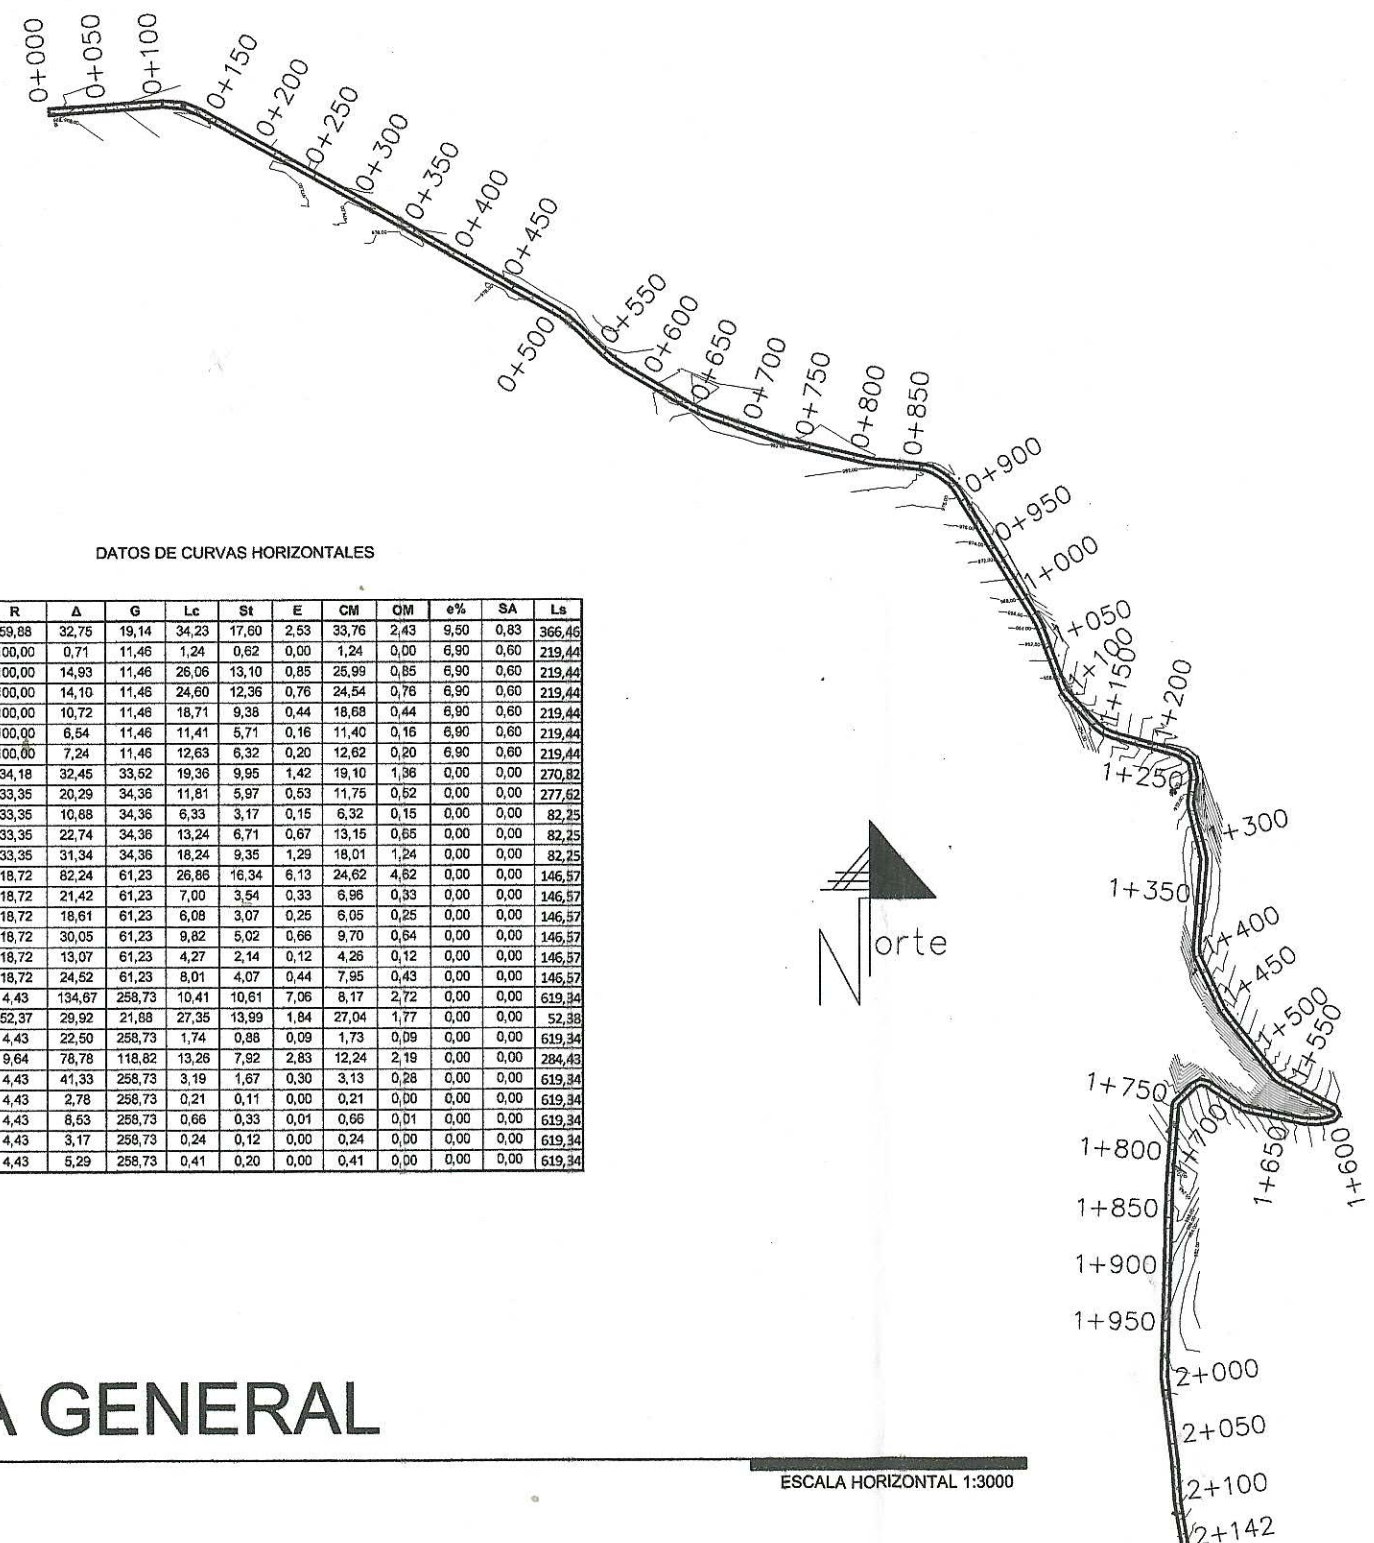 0+000
0+050
0+100
0+150
0+200
0+250
0+300
0+350
0+400
0+450
0+500
0+550
0+600
0+650
0+700
0+750
0+800
0+850
0+900
0+950
1+000
1+050
1+100
1+150
1+200
1+250
1+300
1+350
1+400
1+450
1+500
1+550
1+600
1+650
1+700
1+750
1+800
1+850
1+900
1+950
2+000
2+050
2+100
2+142
DATOS DE CURVAS HORIZONTALES
R Δ G Lc St E CM OM e% SA Ls
59,88 32,75 19,14 34,23 17,60 2,53 33,76 2,43 9,50 0,83 366,46
00,00 0,71 11,46 1,24 0,62 0,00 1,24 0,00 6,90 0,60 219,44
00,00 14,93 11,46 26,06 13,10 0,85 25,99 0,85 6,90 0,60 219,44
00,00 14,10 11,46 24,60 12,36 0,76 24,54 0,76 6,90 0,60 219,44
00,00 10,72 11,46 18,71 9,38 0,44 18,68 0,44 6,90 0,60 219,44
00,00 6,54 11,46 11,41 5,71 0,16 11,40 0,16 6,90 0,60 219,44
00,00 7,24 11,46 12,63 6,32 0,20 12,62 0,20 6,90 0,60 219,44
34,18 32,45 33,52 19,36 9,95 1,42 19,10 1,36 0,00 0,00 270,82
33,35 20,29 34,36 11,81 5,97 0,53 11,75 0,52 0,00 0,00 277,62
33,35 10,88 34,36 6,33 3,17 0,15 6,32 0,15 0,00 0,00 82,25
33,35 22,74 34,36 13,24 6,71 0,67 13,15 0,65 0,00 0,00 82,25
33,35 31,34 34,36 18,24 9,35 1,29 18,01 1,24 0,00 0,00 82,25
18,72 82,24 61,23 26,86 16,34 6,13 24,62 4,62 0,00 0,00 146,57
18,72 21,42 61,23 7,00 3,54 0,33 6,96 0,33 0,00 0,00 146,57
18,72 18,61 61,23 6,08 3,07 0,25 6,05 0,25 0,00 0,00 146,57
18,72 30,05 61,23 9,82 5,02 0,66 9,70 0,64 0,00 0,00 146,57
18,72 13,07 61,23 4,27 2,14 0,12 4,26 0,12 0,00 0,00 146,57
18,72 24,52 61,23 8,01 4,07 0,44 7,95 0,43 0,00 0,00 146,57
4,43 134,67 258,73 10,41 10,61 7,06 8,17 2,72 0,00 0,00 619,34
52,37 29,92 21,88 27,35 13,99 1,84 27,04 1,77 0,00 0,00 52,38
4,43 22,50 258,73 1,74 0,88 0,09 1,73 0,09 0,00 0,00 619,34
9,64 78,78 118,82 13,26 7,92 2,83 12,24 2,19 0,00 0,00 284,43
4,43 41,33 258,73 3,19 1,67 0,30 3,13 0,28 0,00 0,00 619,34
4,43 2,78 258,73 0,21 0,11 0,00 0,21 0,00 0,00 0,00 619,34
4,43 8,53 258,73 0,66 0,33 0,01 0,66 0,01 0,00 0,00 619,34
4,43 3,17 258,73 0,24 0,12 0,00 0,24 0,00 0,00 0,00 619,34
4,43 5,29 258,73 0,41 0,20 0,00 0,41 0,00 0,00 0,00 619,34
Norte
A GENERAL
ESCALA HORIZONTAL 1:3000